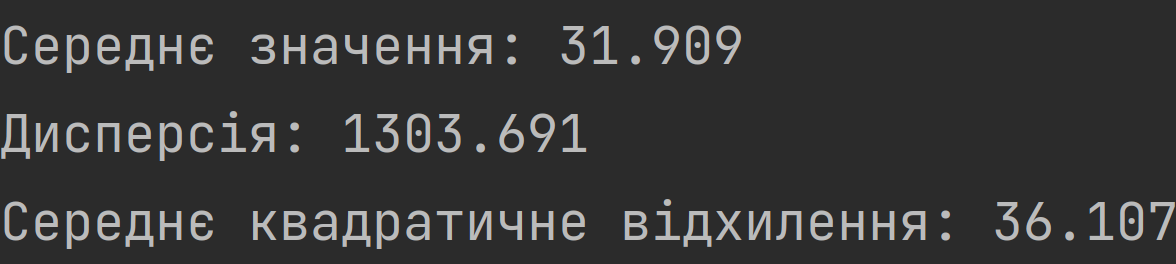 Середнє значення: 31.909
Дисперсія: 1303.691
Середнє квадратичне відхилення: 36.107